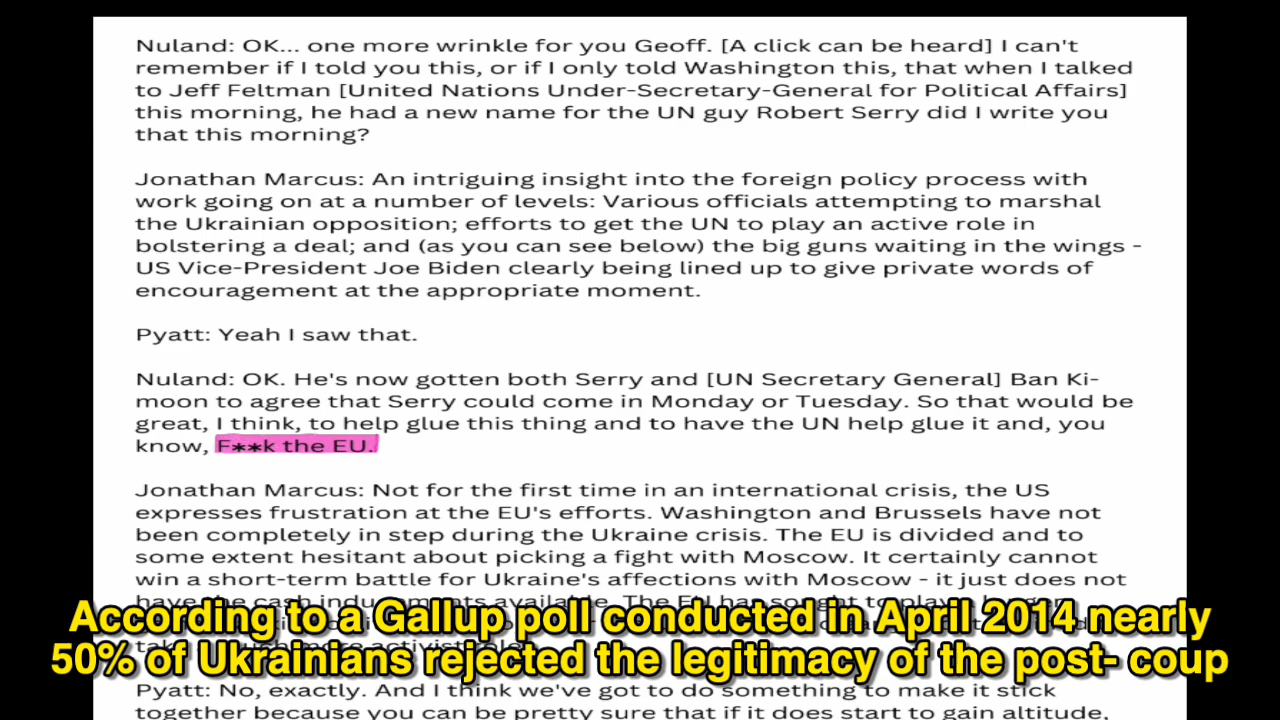 Nuland: OK... one more wrinkle for you Geoff. [A click can be heard] I can't
remember if I told you this, or if I only told Washington this, that when I talked
to Jeff Feltman [United Nations Under-Secretary-General for Political Affairs]
this morning, he had a new name for the UN guy Robert Serry did I write you
that this morning?
Jonathan Marcus: An intriguing insight into the foreign policy process with
work going on at a number of levels: Various officials attempting to marshal
the Ukrainian opposition; efforts to get the UN to play an active role in
bolstering a deal; and (as you can see below) the big guns waiting in the wings -
US Vice-President Joe Biden clearly being lined up to give private words of
encouragement at the appropriate moment.
Pyatt: Yeah I saw that.
Nuland: OK. He's now gotten both Serry and [UN Secretary General] Ban Ki-
moon to agree that Serry could come in Monday or Tuesday. So that would be
great, I think, to help glue this thing and to have the UN help glue it and, you
know, F**k the EU.
Jonathan Marcus: Not for the first time in an international crisis, the US
expresses frustration at the EU's efforts. Washington and Brussels have not
been completely in step during the Ukraine crisis. The EU is divided and to
some extent hesitant about picking a fight with Moscow. It certainly cannot
win a short-term battle for Ukraine's affections with Moscow - it just does not
have the cash inducements available. The EU has sought to play
According to a Gallup poll conducted in April 2014 nearly
50% of Ukrainians rejected the legitimacy of the post- coup
Pyatt: No, exactly. And I think we've got to do something to make it stick
together because you can be pretty sure that if it does start to gain altitude,